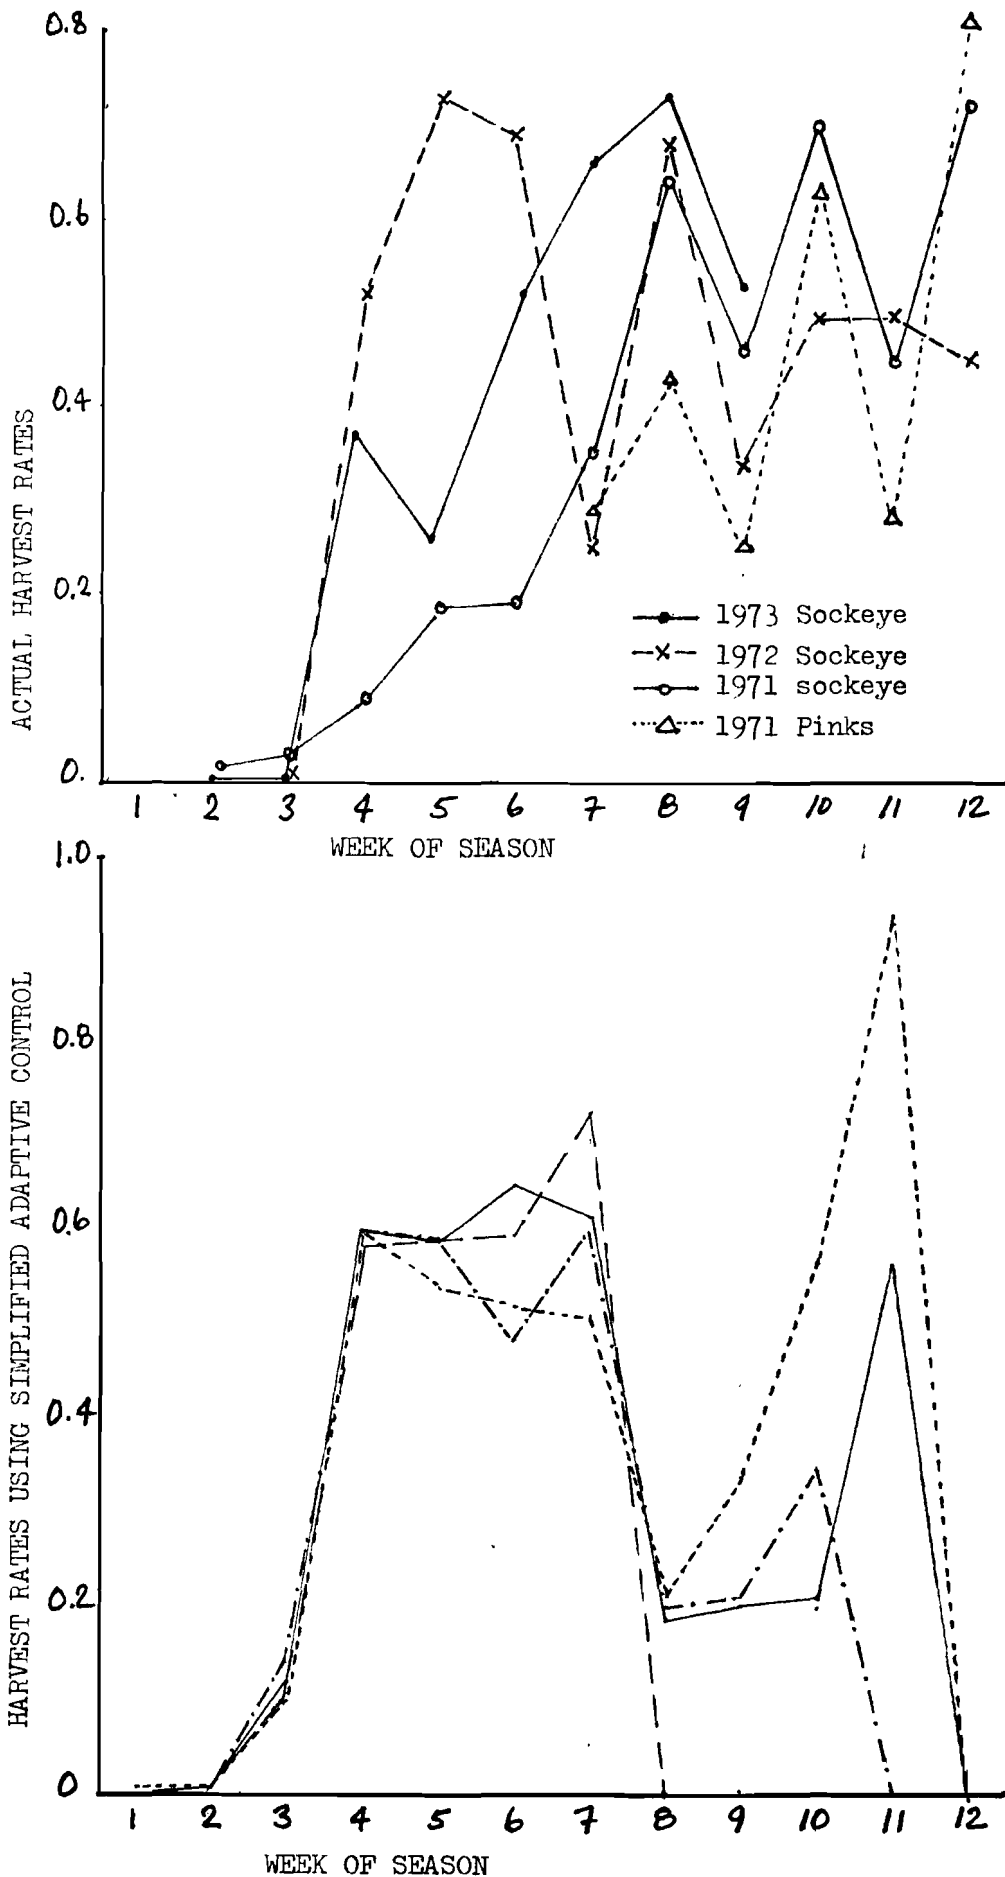 0.8
0.6
0.4
0.2
0.
ACTUAL HARVEST RATES
1973 Sockeye
1972 Sockeye
1971 sockeye
1971 Pinks
1 2 3 4 5 6 7 8 9 10 11 12
WEEK OF SEASON
1.0
0.8
0.6
0.4
0.2
0
HARVEST RATES USING SIMPLIFIED ADAPTIVE CONTROL
1 2 3 4 5 6 7 8 9 10 11 12
WEEK OF SEASON